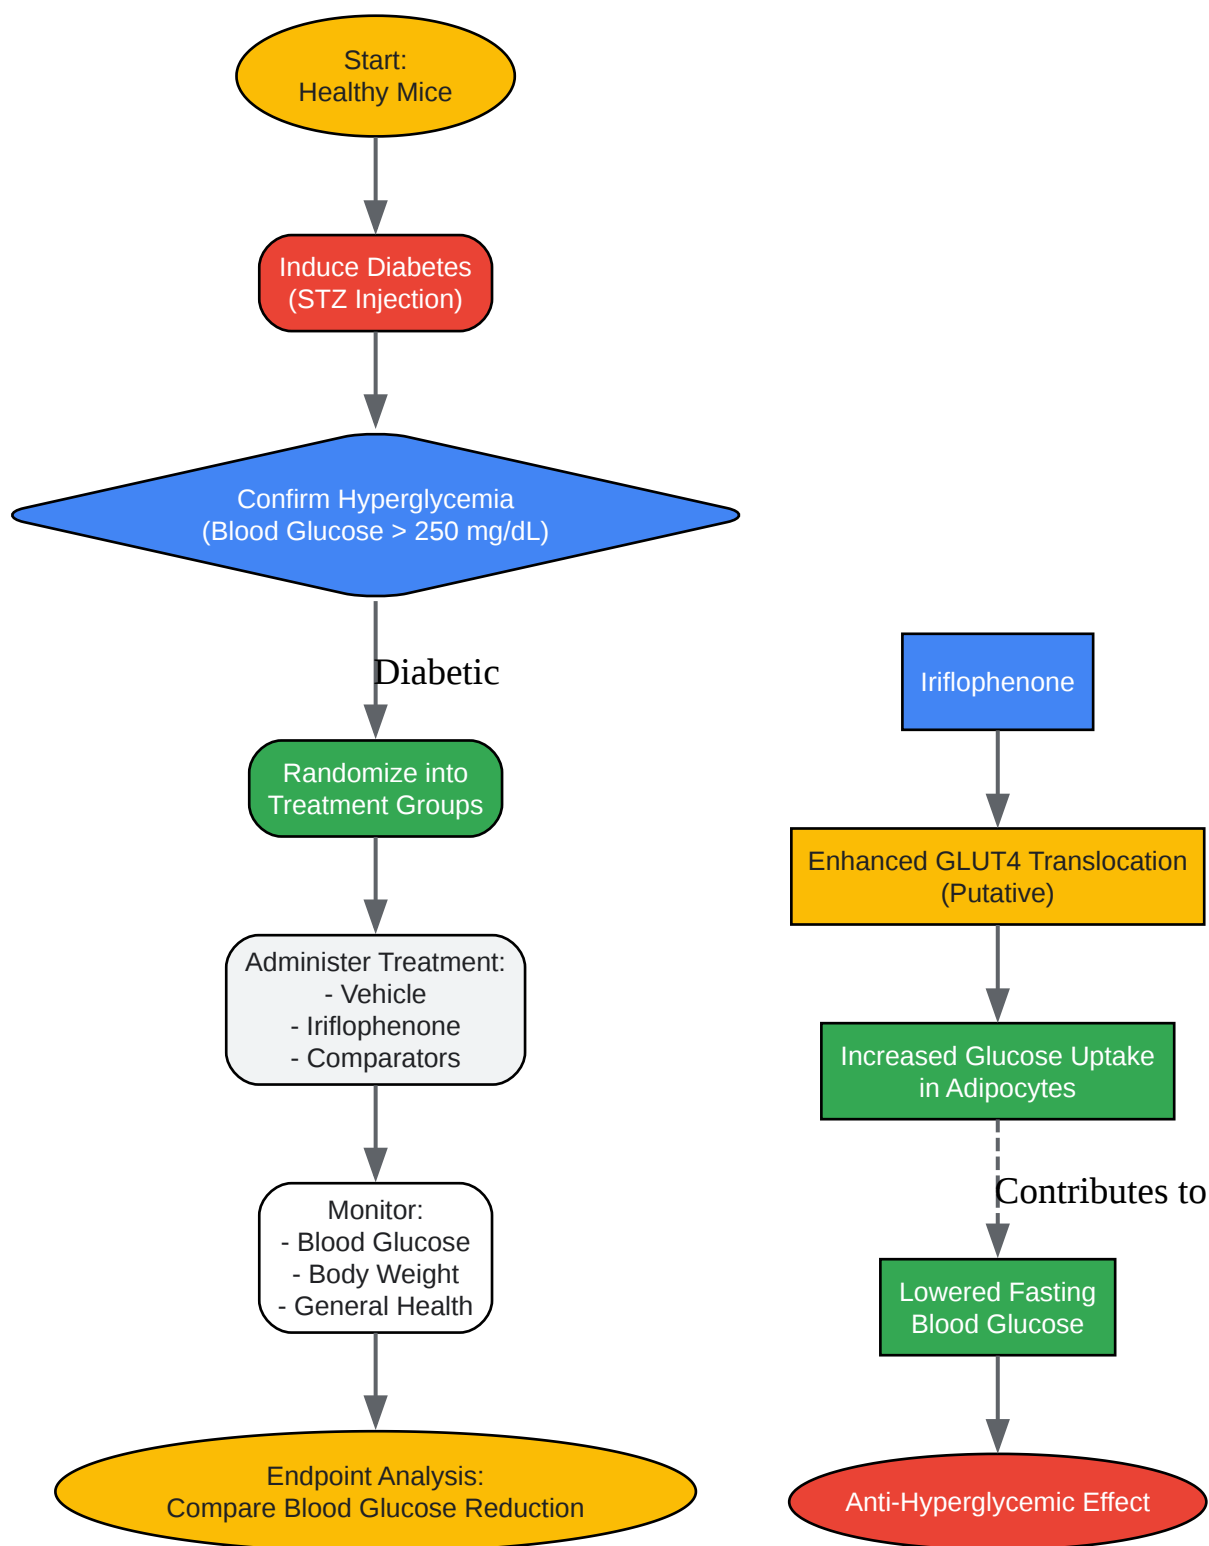 Start:
Healthy Mice
Induce Diabetes
(STZ Injection)
Confirm Hyperglycemia
(Blood Glucose > 250 mg/dL)
Diabetic
Randomize into
Treatment Groups
Administer Treatment:
- Vehicle
- Iriflophenone
- Comparators
Monitor:
- Blood Glucose
- Body Weight
- General Health
Endpoint Analysis:
Compare Blood Glucose Reduction
Iriflophenone
Enhanced GLUT4 Translocation
(Putative)
Increased Glucose Uptake
in Adipocytes
Contributes to
Lowered Fasting
Blood Glucose
Anti-Hyperglycemic Effect